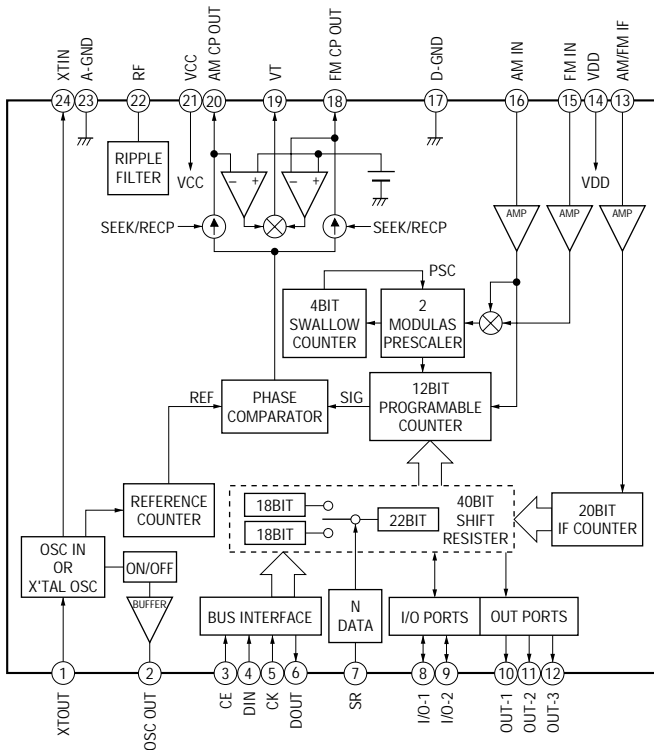 XTIN
A-GND
RF
VCC
AM CP OUT
VT
FM CP OUT
D-GND
AM IN
FM IN
VDD
AM/FM IF
24
23
22
21
20
19
18
17
16
15
14
13
RIPPLE
FILTER
VCC
− +
− +
VDD
AMP
AMP
AMP
SEEK/RECP
SEEK/RECP
PSC
4BIT
SWALLOW
COUNTER
2
MODULAS
PRESCALER
REF
PHASE
COMPARATOR
SIG
12BIT
PROGRAMABLE
COUNTER
REFERENCE
COUNTER
18BIT
18BIT
22BIT
40BIT
SHIFT
RESISTER
20BIT
IF COUNTER
OSC IN
OR
X'TAL OSC
ON/OFF
BUFFER
BUS INTERFACE
N
DATA
I/O PORTS
OUT PORTS
1
2
3
4
5
6
7
8
9
10
11
12
XTOUT
OSC OUT
CE
DIN
CK
DOUT
SR
I/O-1
I/O-2
OUT-1
OUT-2
OUT-3